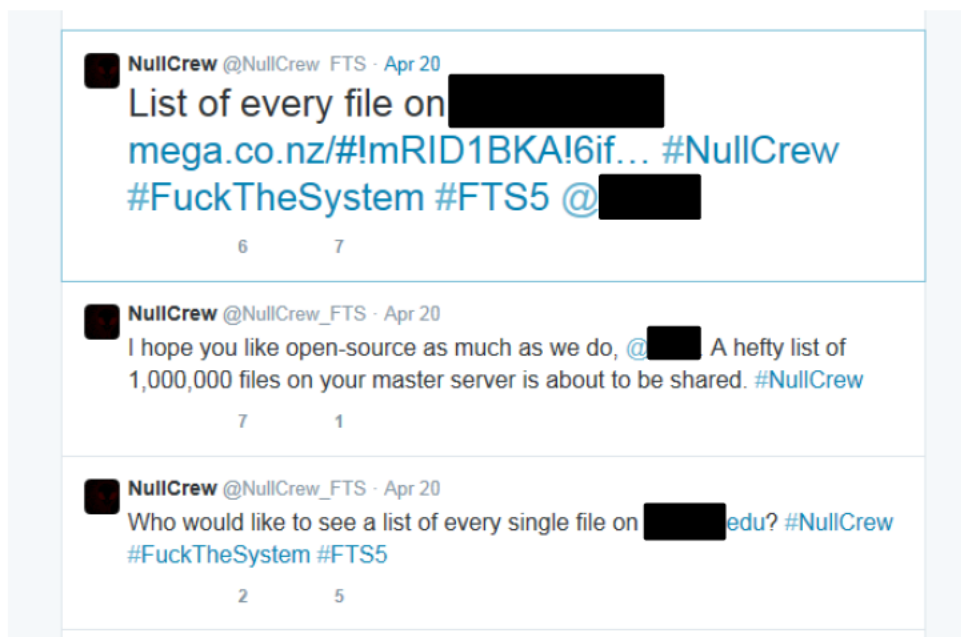 NullCrew @NullCrew FTS · Apr 20
List of every file on
mega.co.nz/#!mRID1BKA!6if... #NullCrew
#FuckTheSystem #FTS5 @
6 7
NullCrew @NullCrew_FTS · Apr 20
I hope you like open-source as much as we do, @ A hefty list of
1,000,000 files on your master server is about to be shared. #NullCrew
7 1
NullCrew @NullCrew_FTS · Apr 20
Who would like to see a list of every single file on edu? #NullCrew
#FuckTheSystem #FTS5
2 5